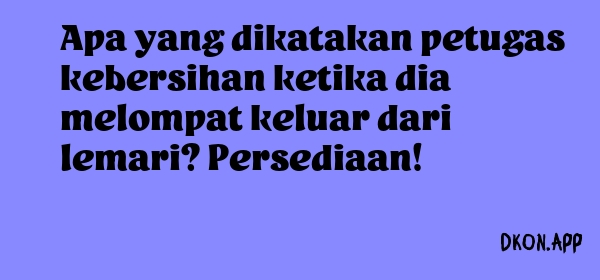 Apa yang dikatakan petugas
kebersihan ketika dia
melompat keluar dari
lemari? Persediaan!
DKON.APP